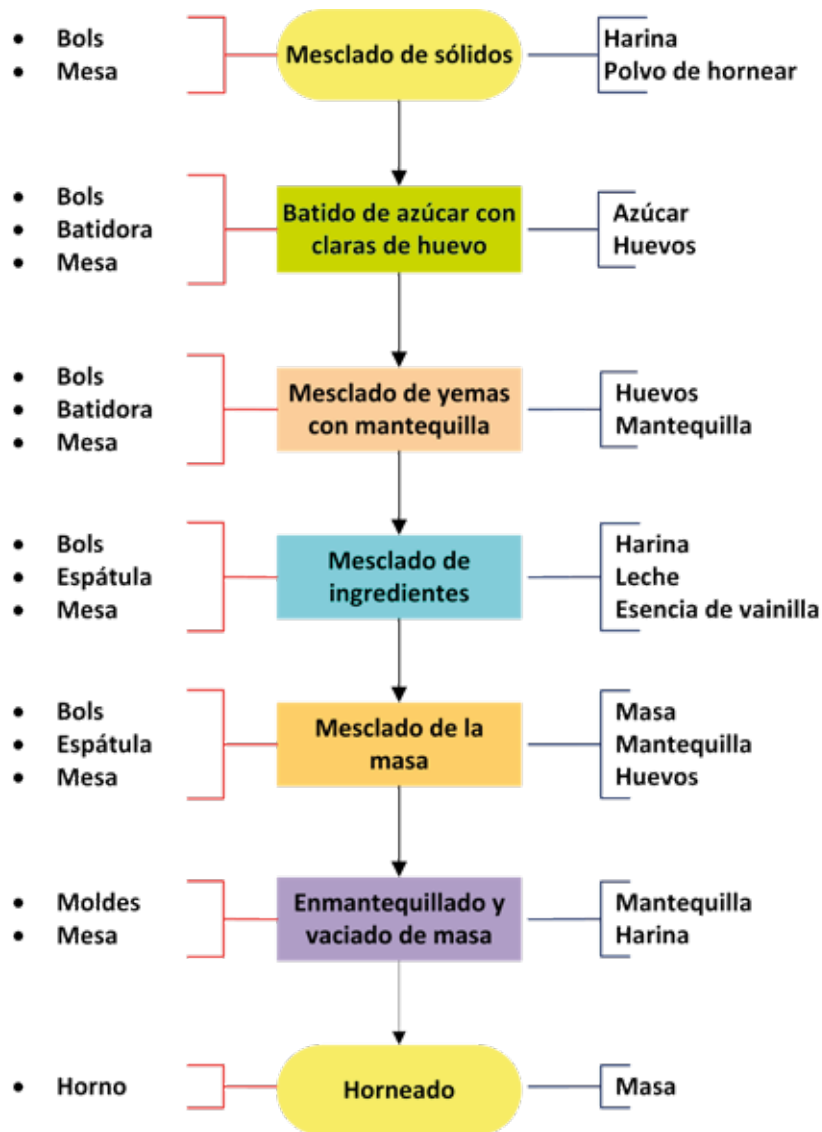 • Bols
• Mesa
Mesclado de sólidos
Harina
Polvo de hornear
• Bols
• Batidora
• Mesa
Batido de azúcar con
claras de huevo
Azúcar
Huevos
• Bols
• Batidora
• Mesa
Mesclado de yemas
con mantequilla
Huevos
Mantequilla
• Bols
• Espátula
• Mesa
Mesclado de
ingredientes
Harina
Leche
Esencia de vainilla
• Bols
• Espátula
• Mesa
Mesclado de la
masa
Masa
Mantequilla
Huevos
• Moldes
• Mesa
Enmantequillado y
vaciado de masa
Mantequilla
Harina
• Horno
Horneado
Masa